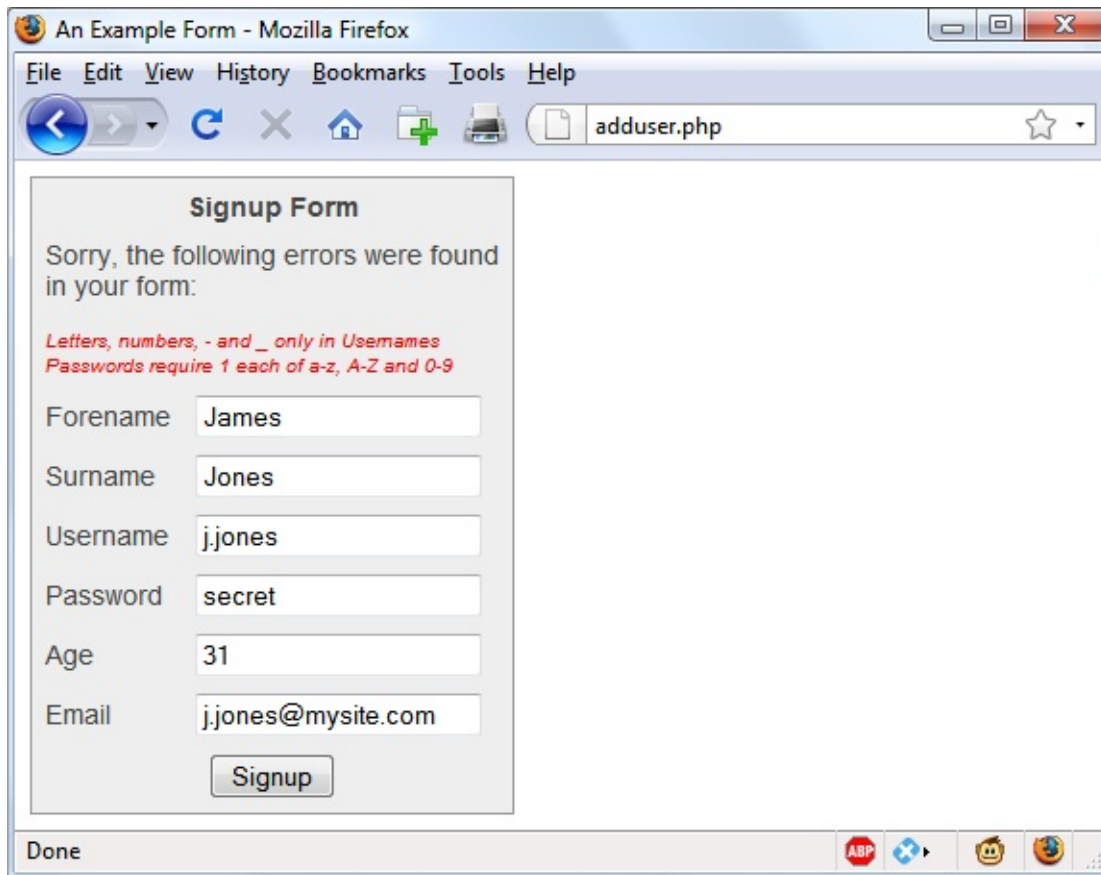 An Example Form - Mozilla Firefox
File Edit View History Bookmarks Tools Help
adduser.php
Signup Form
Sorry, the following errors were found
in your form:
Letters, numbers, - and _ only in Usernames
Passwords require 1 each of a-z, A-Z and 0-9
Forename James
Surname Jones
Username j.jones
Password secret
Age 31
Email j.jones@mysite.com
Signup
Done ABP